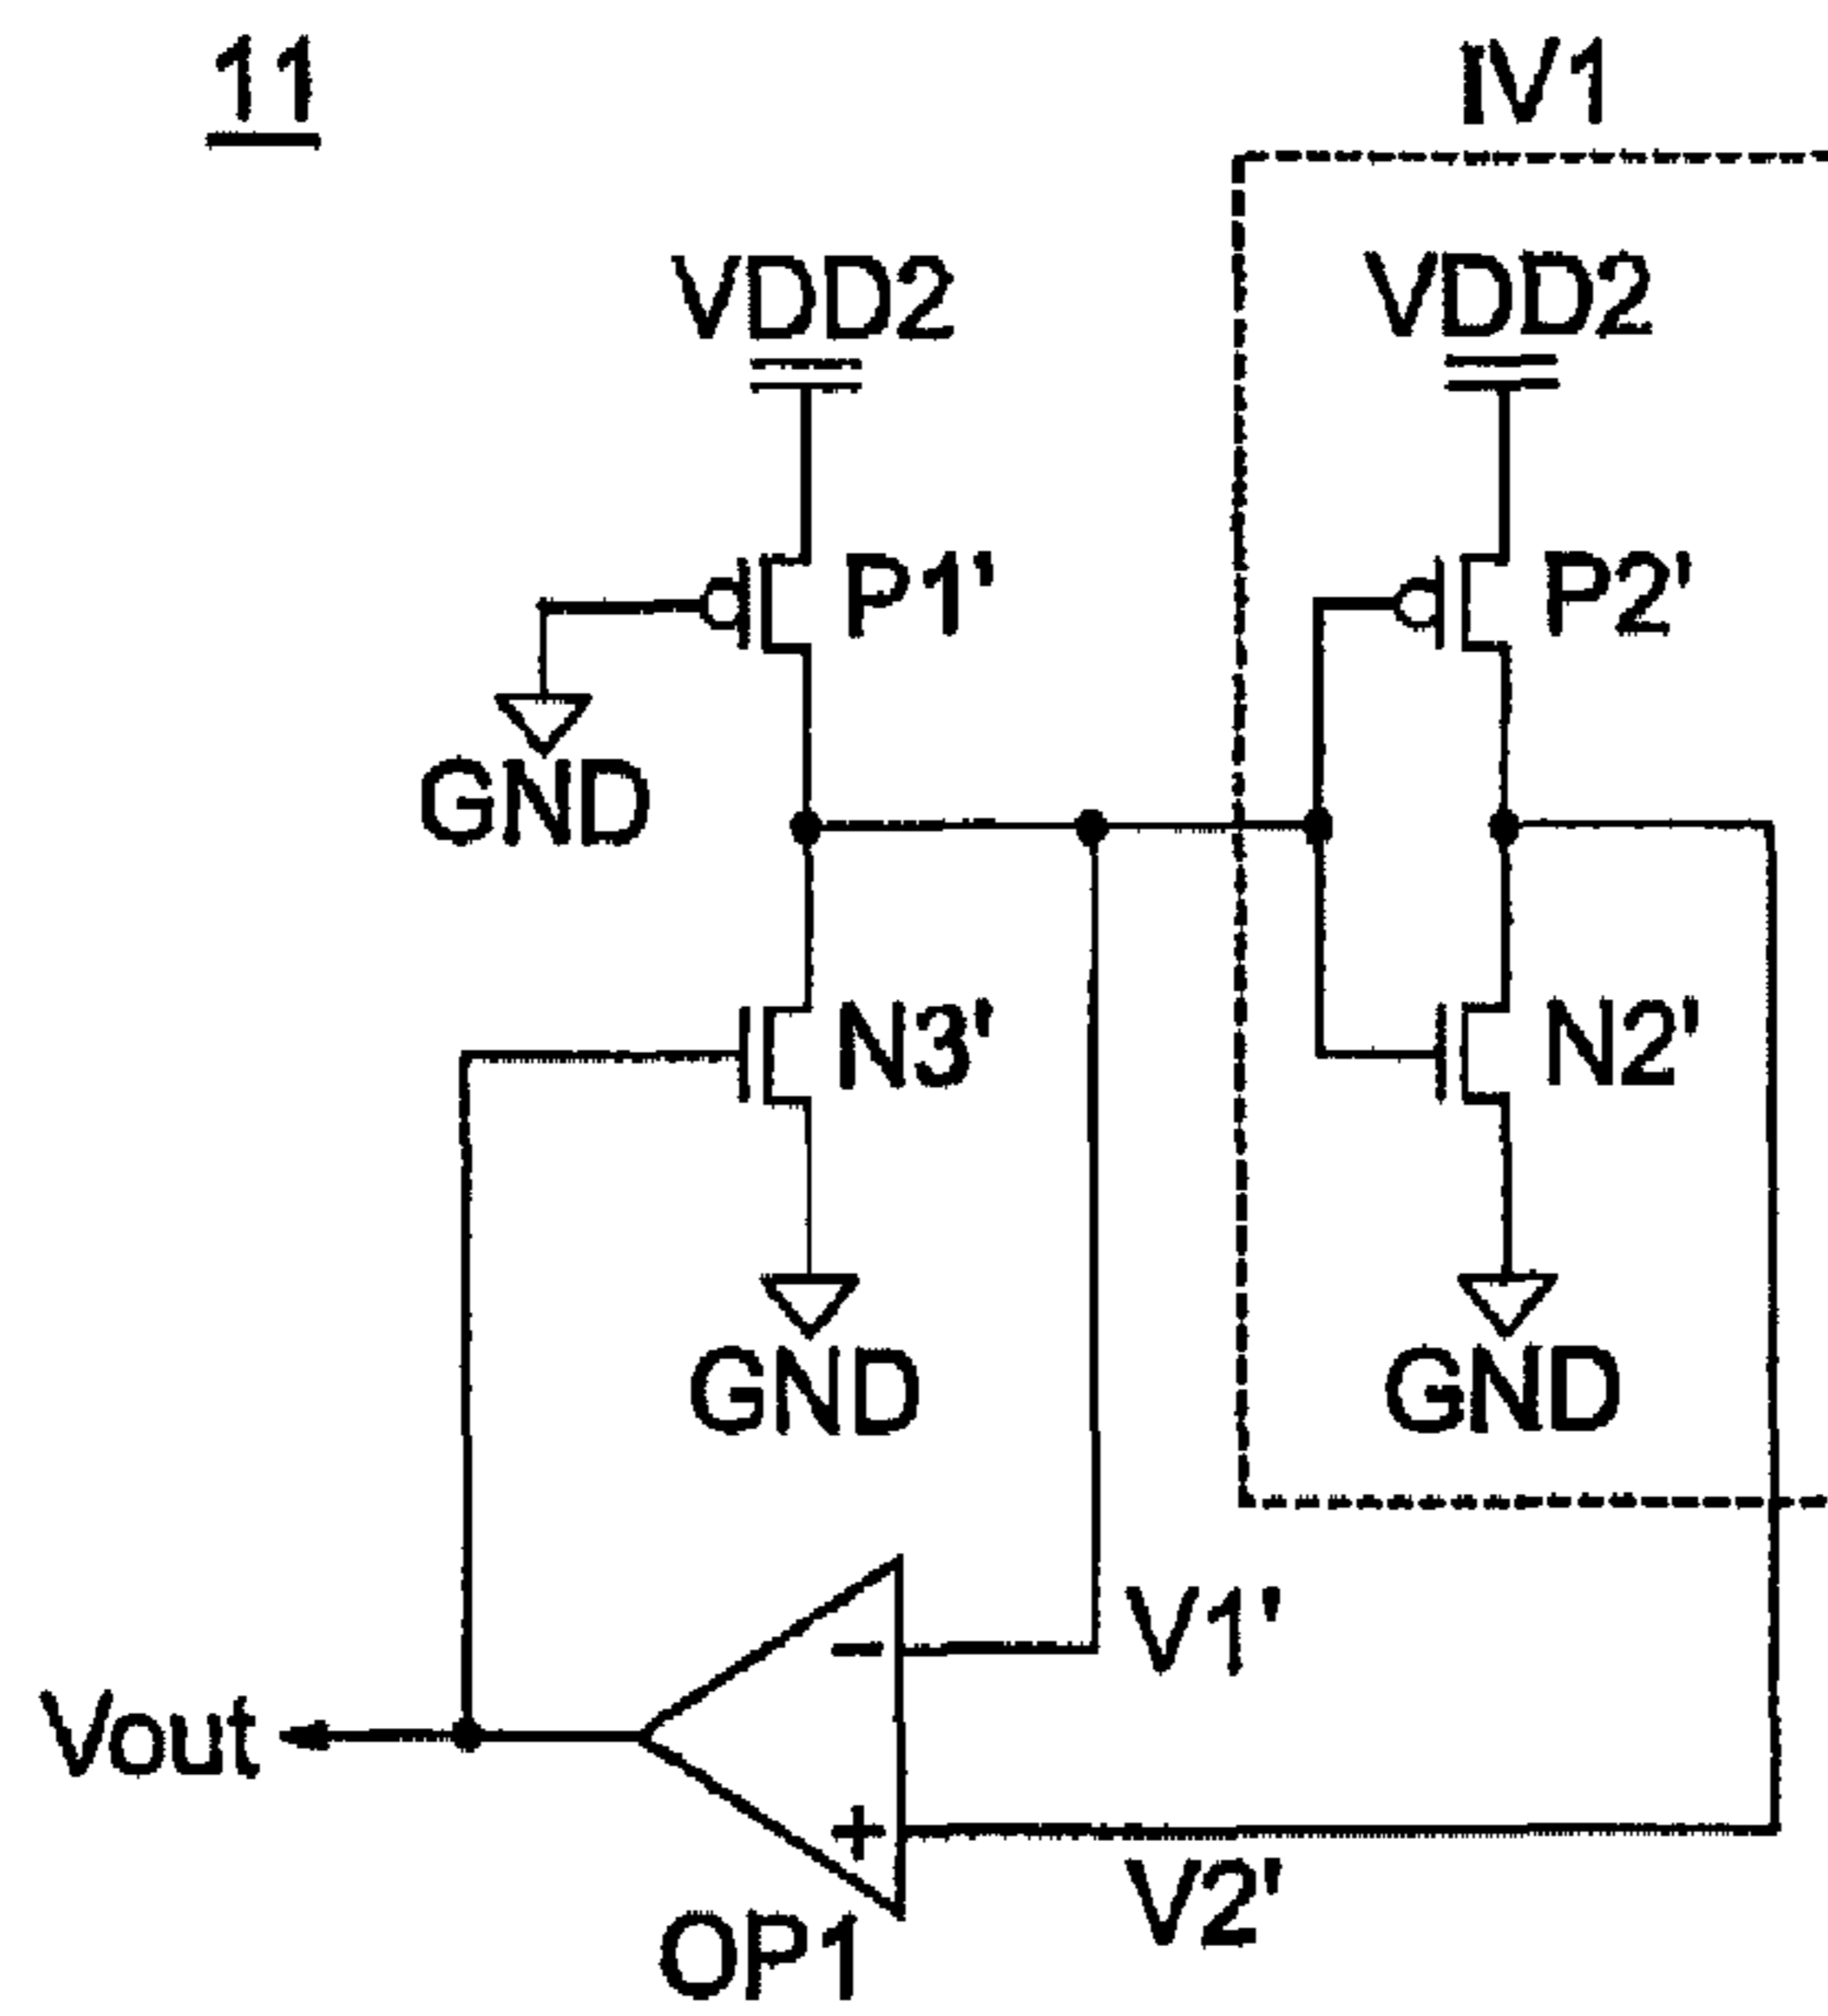 11
IV1
VDD2
VDD2
P1'
P2'
GND
N3'
N2'
GND
GND
V1'
-
Vout
+
V2'
OP1